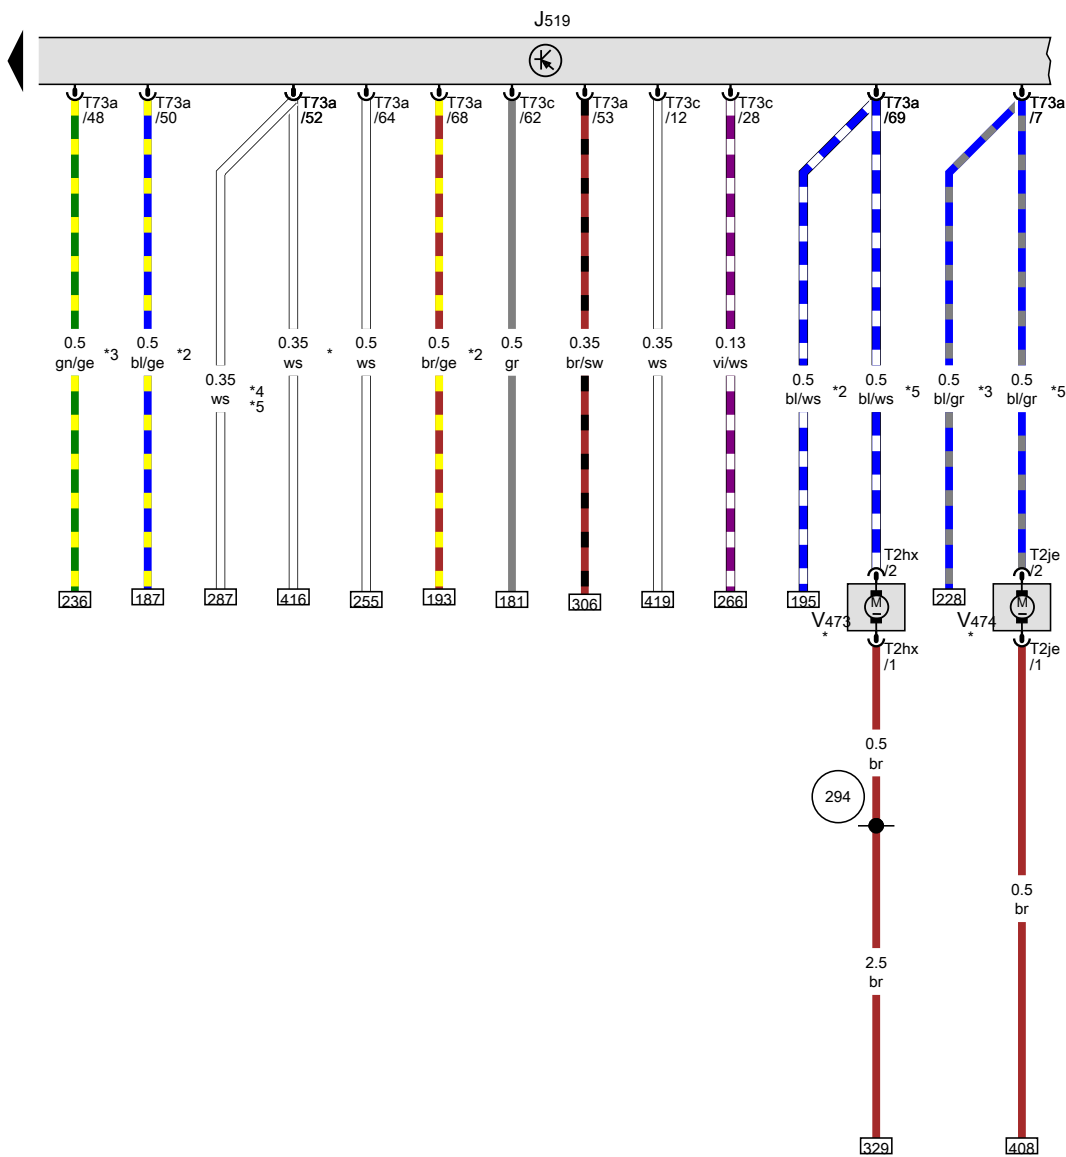 J519
T73a T73a T73a T73a T73a T73c T73a T73c T73c T73a T73a
/48 /50 /52 /64 /68 /62 /53 /12 /28 /69 /7
0.5 0.5 0.35 0.5 0.5 0.5 0.35 0.35 0.13
gn/ge *3 bl/ge *2 ws * ws br/ge *2 gr br/sw ws vi/ws
0.35 0.5 0.5 0.5 0.5
ws *4 bl/ws *2 bl/ws *5 bl/gr *3 bl/gr *5
*5
T2hx T2je
/2 /2
236 187 287 416 255 193 181 306 419 266 195 228
M M
V473 V474
* *
T2hx T2je
/1 /1
0.5
br
294
0.5
br
2.5
br
329 408